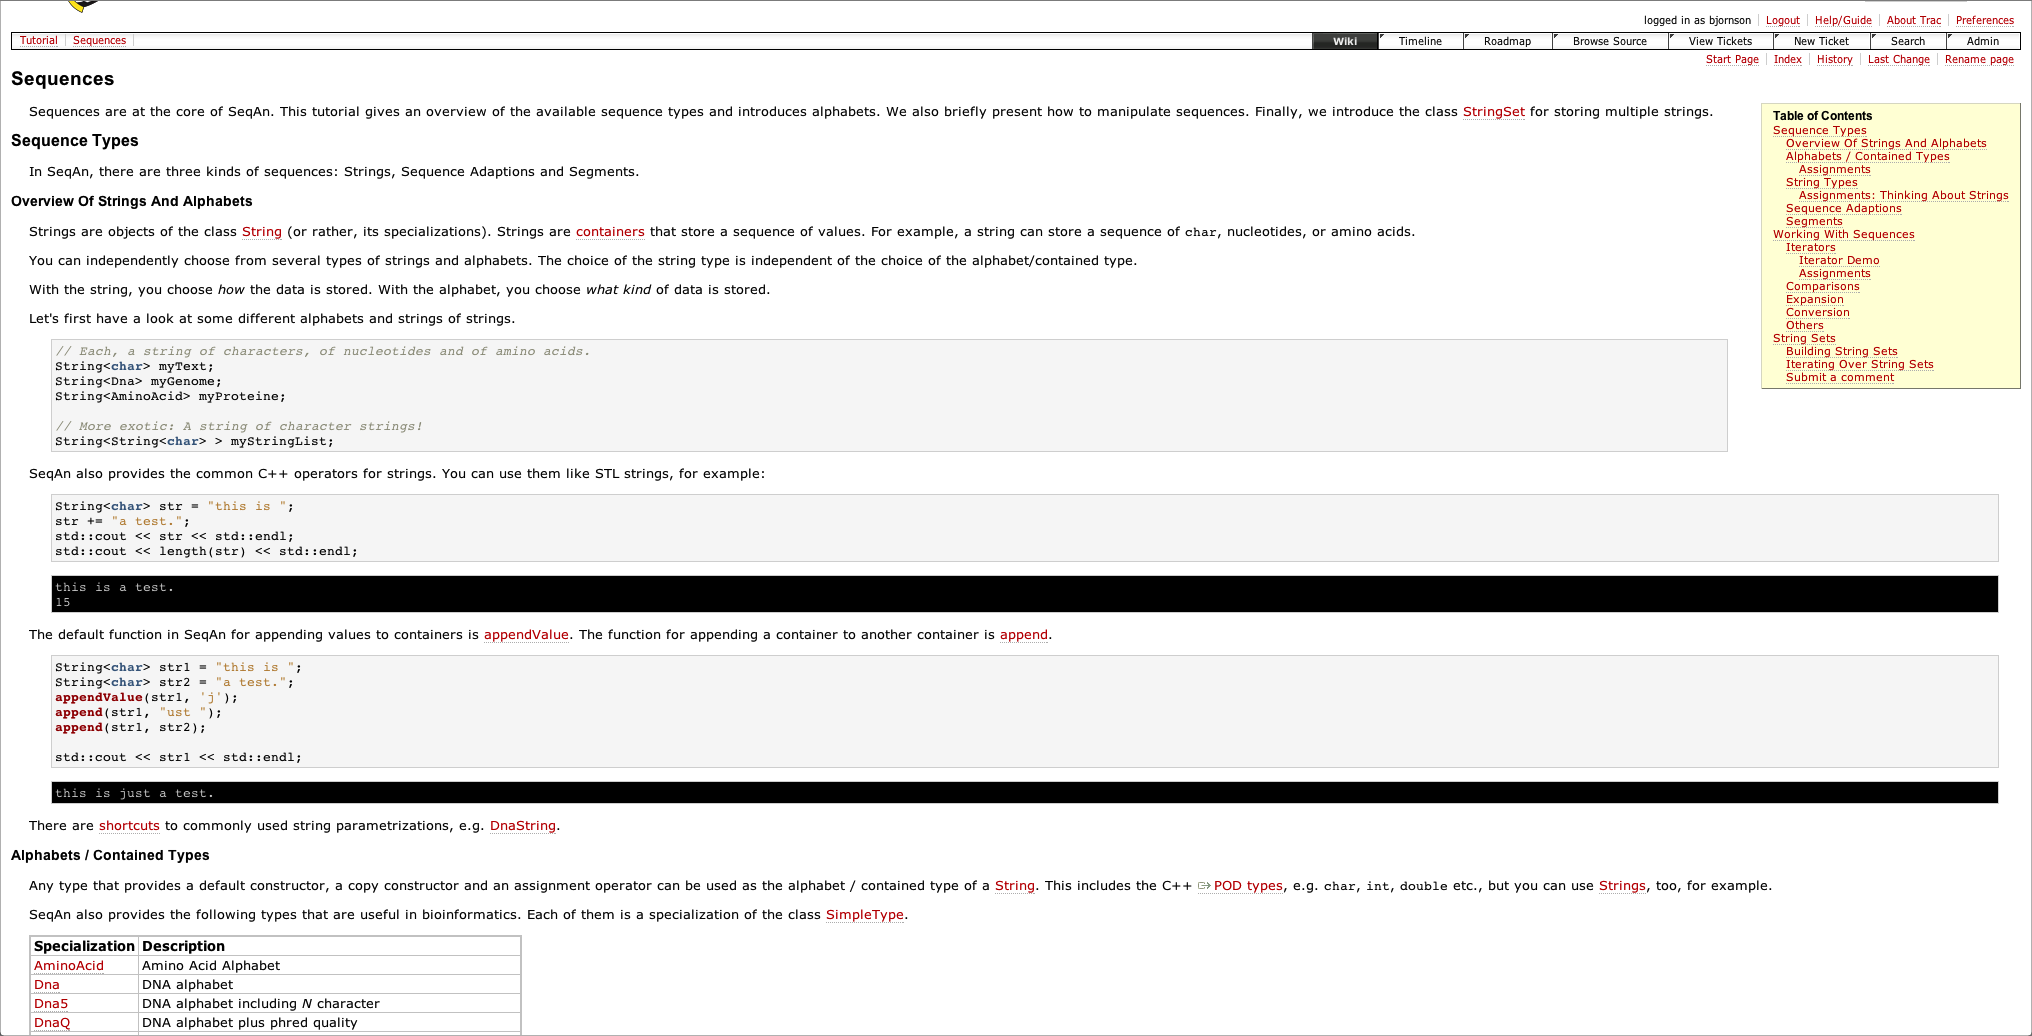 logged in as bjornson Logout Help/Guide About Trac Preferences
Tutorial Sequences Wiki Timeline Roadmap Browse Source View Tickets New Ticket Search Admin
Start Page Index History Last Change Rename page
Sequences
Sequences are at the core of SeqAn. This tutorial gives an overview of the available sequence types and introduces alphabets. We also briefly present how to manipulate sequences. Finally, we introduce the class StringSet for storing multiple strings.
Table of Contents
Sequence Types
Overview Of Strings And Alphabets
Alphabets / Contained Types
Assignments
String Types
Assignments: Thinking About Strings
Sequence Adaptions
Segments
Working With Sequences
Iterators
Iterator Demo
Assignments
Comparisons
Expansion
Conversion
Others
String Sets
Building String Sets
Iterating Over String Sets
Submit a comment
Sequence Types
In SeqAn, there are three kinds of sequences: Strings, Sequence Adaptions and Segments.
Overview Of Strings And Alphabets
Strings are objects of the class String (or rather, its specializations). Strings are containers that store a sequence of values. For example, a string can store a sequence of char, nucleotides, or amino acids.
You can independently choose from several types of strings and alphabets. The choice of the string type is independent of the choice of the alphabet/contained type.
With the string, you choose how the data is stored. With the alphabet, you choose what kind of data is stored.
Let's first have a look at some different alphabets and strings of strings.
// Each, a string of characters, of nucleotides and of amino acids.
String<char> myText;
String<Dna> myGenome;
String<AminoAcid> myProteine;
// More exotic: A string of character strings!
String<String<char> > myStringList;
SeqAn also provides the common C++ operators for strings. You can use them like STL strings, for example:
String<char> str = "this is ";
str += "a test.";
std::cout << str << std::endl;
std::cout << length(str) << std::endl;
this is a test.
15
The default function in SeqAn for appending values to containers is appendValue. The function for appending a container to another container is append.
String<char> str1 = "this is ";
String<char> str2 = "a test.";
appendValue(str1, 'j');
append(str1, "ust ");
append(str1, str2);
std::cout << str1 << std::endl;
this is just a test.
There are shortcuts to commonly used string parametrizations, e.g. DnaString.
Alphabets / Contained Types
Any type that provides a default constructor, a copy constructor and an assignment operator can be used as the alphabet / contained type of a String. This includes the C++ POD types, e.g. char, int, double etc., but you can use Strings, too, for example.
SeqAn also provides the following types that are useful in bioinformatics. Each of them is a specialization of the class SimpleType.
Specialization Description
AminoAcid Amino Acid Alphabet
Dna DNA alphabet
Dna5 DNA alphabet including N character
DnaQ DNA alphabet plus phred quality